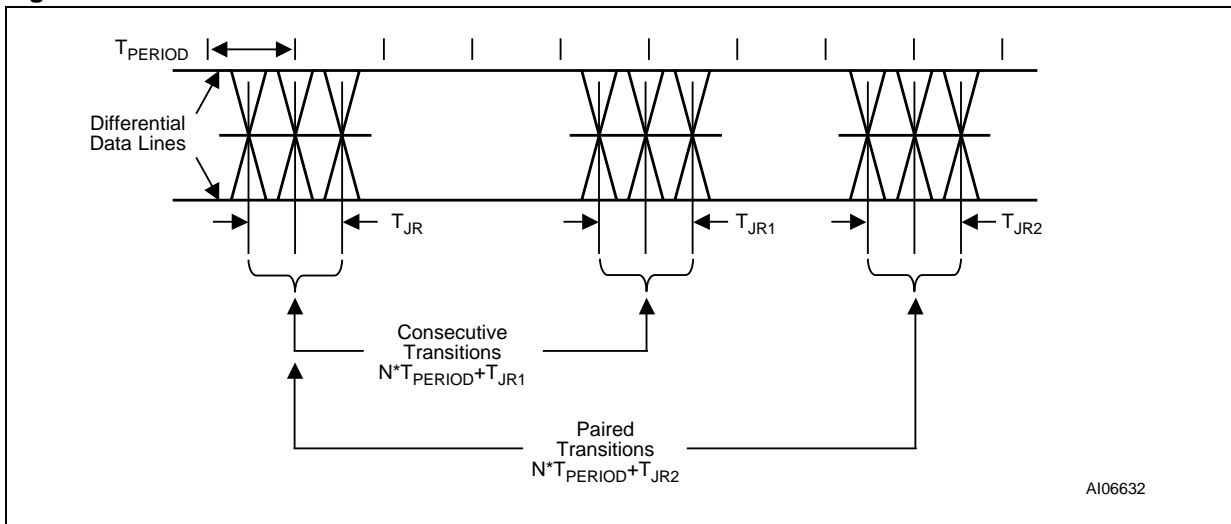 T_PERIOD
Differential
Data Lines
T_JR
T_JR1
T_JR2
Consecutive
Transitions
N*T_PERIOD+T_JR1
Paired
Transitions
N*T_PERIOD+T_JR2
AI06632